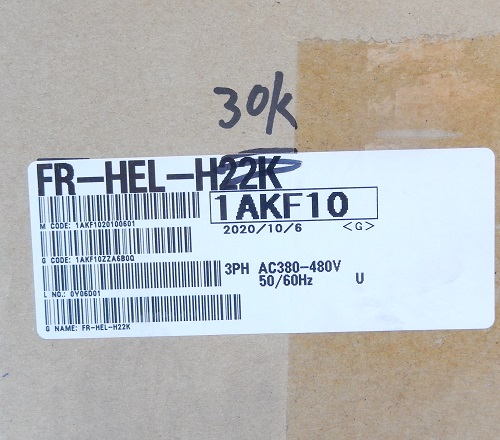 30K
FR-HEL-H22K
1AKF10
M CODE: 1AKF1020100601
2020/10/6 <G>
G CODE: 1AKF10ZZA6B0Q
3PH AC380-480V
50/60Hz U
L NO.: 0Y06D01
G NAME: FR-HEL-H22K